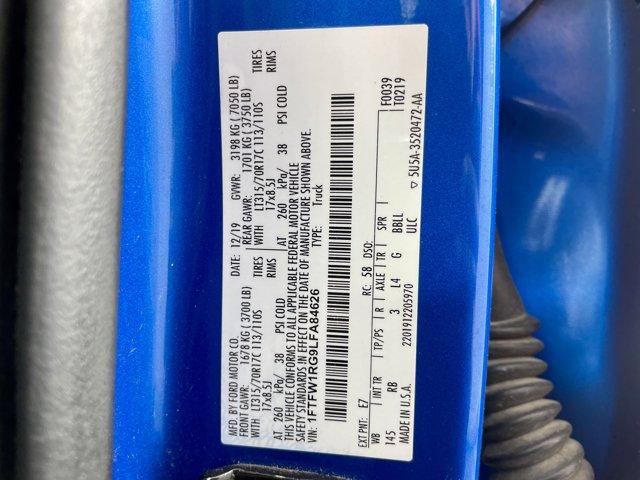 MFD. BY FORD MOTOR CO.
DATE: 12/19 GVWR: 3198 KG ( 7050 LB)
FRONT GAWR: 1678 KG ( 3700 LB) REAR GAWR: 1701 KG ( 3750 LB)
WITH LT315/70R17C 113/110S TIRES WITH LT315/70R17C 113/110S TIRES
17x8.5J RIMS 17x8.5J RIMS
AT 260 kPa/ 38 PSI COLD AT 260 kPa/ 38 PSI COLD
THIS VEHICLE CONFORMS TO ALL APPLICABLE FEDERAL MOTOR VEHICLE
SAFETY STANDARDS IN EFFECT ON THE DATE OF MANUFACTURE SHOWN ABOVE.
VIN: 1FTFW1RG9LFA84626 TYPE:
Truck
EXT PNT: E7 RC: 58 DSO: F0039
T0219
WB INT TR TP/PS R AXLE TR SPR
145 RB 3 L4 G BBLL
ULC
MADE IN U.S.A. 2201912205970 ▽ 5U5A-3520472-AA